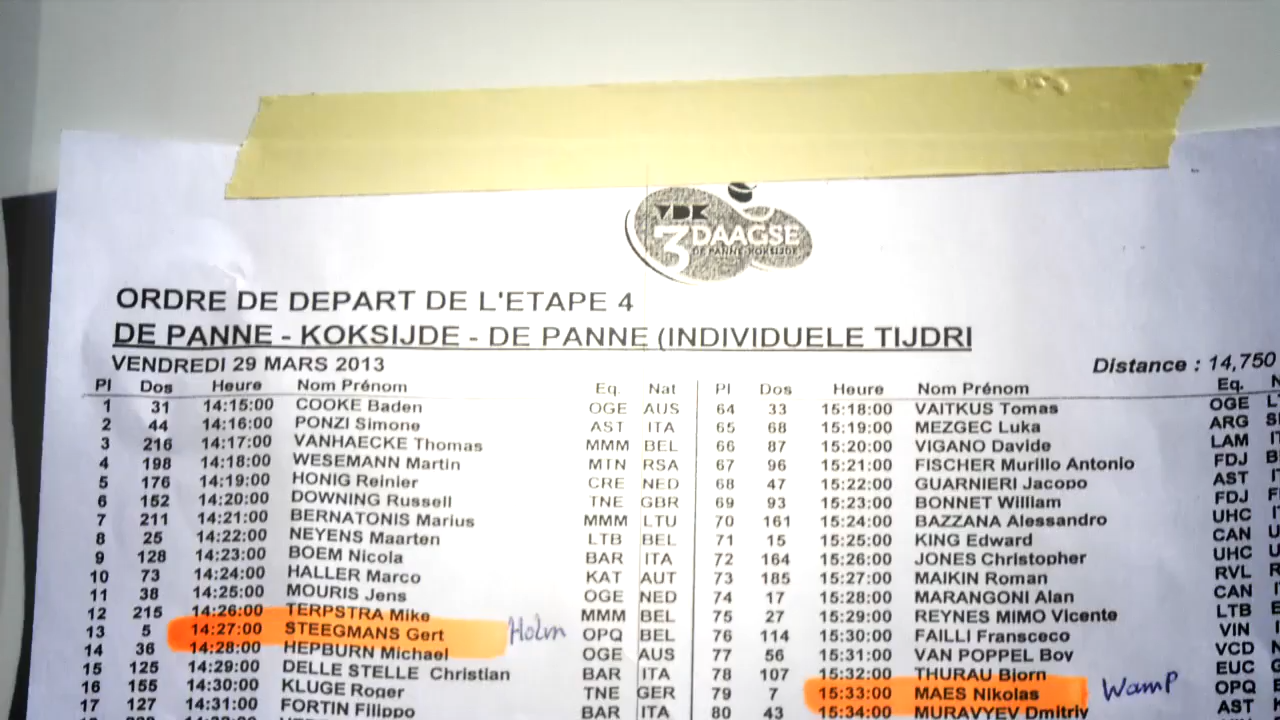 VDK
3DAAGSE
DE PANNE-KOKSIJDE
ORDRE DE DEPART DE L'ETAPE 4
DE PANNE - KOKSIJDE - DE PANNE (INDIVIDUELE TIJDRI
VENDREDI 29 MARS 2013
Distance : 14,750
Pl Dos Heure Nom Prénom Eq. Nat Pl Dos Heure Nom Prénom Eq.
1 31 14:15:00 COOKE Baden OGE AUS 64 33 15:18:00 VAITKUS Tomas OGE
2 44 14:16:00 PONZI Simone AST ITA 65 68 15:19:00 MEZGEC Luka ARG
3 216 14:17:00 VANHAECKE Thomas MMM BEL 66 87 15:20:00 VIGANO Davide LAM
4 198 14:18:00 WESEMANN Martin MTN RSA 67 96 15:21:00 FISCHER Murillo Antonio FDJ
5 176 14:19:00 HONIG Reinier CRE NED 68 47 15:22:00 GUARNIERI Jacopo AST
6 152 14:20:00 DOWNING Russell TNE GBR 69 93 15:23:00 BONNET William FDJ
7 211 14:21:00 BERNATONIS Marius MMM LTU 70 161 15:24:00 BAZZANA Alessandro UHC
8 25 14:22:00 NEYENS Maarten LTB BEL 71 15 15:25:00 KING Edward CAN
9 128 14:23:00 BOEM Nicola BAR ITA 72 164 15:26:00 JONES Christopher UHC
10 73 14:24:00 HALLER Marco KAT AUT 73 185 15:27:00 MAIKIN Roman RVL
11 38 14:25:00 MOURIS Jens OGE NED 74 17 15:28:00 MARANGONI Alan CAN
12 215 14:26:00 TERPSTRA Mike MMM BEL 75 27 15:29:00 REYNES MIMO Vicente LTB
13 5 14:27:00 STEEGMANS Gert Holm OPQ BEL 76 114 15:30:00 FAILLI Fransceco VIN
14 36 14:28:00 HEPBURN Michael OGE AUS 77 56 15:31:00 VAN POPPEL Boy VCD
15 125 14:29:00 DELLE STELLE Christian BAR ITA 78 107 15:32:00 THURAU Bjorn EUC
16 155 14:30:00 KLUGE Roger TNE GER 79 7 15:33:00 MAES Nikolas Wamp OPQ
17 127 14:31:00 FORTIN Filippo BAR ITA 80 43 15:34:00 MURAVYEV Dmitriy AST